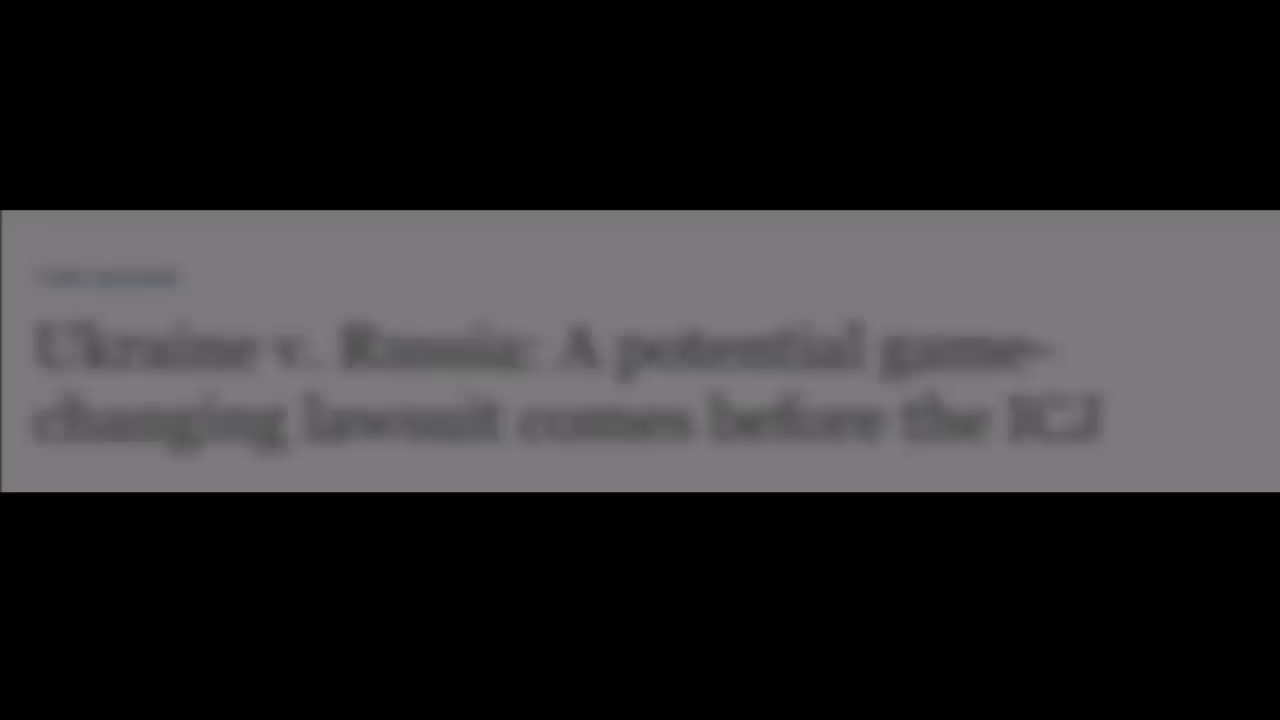 Ukraine v. Russia: A potential game-
changing lawsuit comes before the ICJ